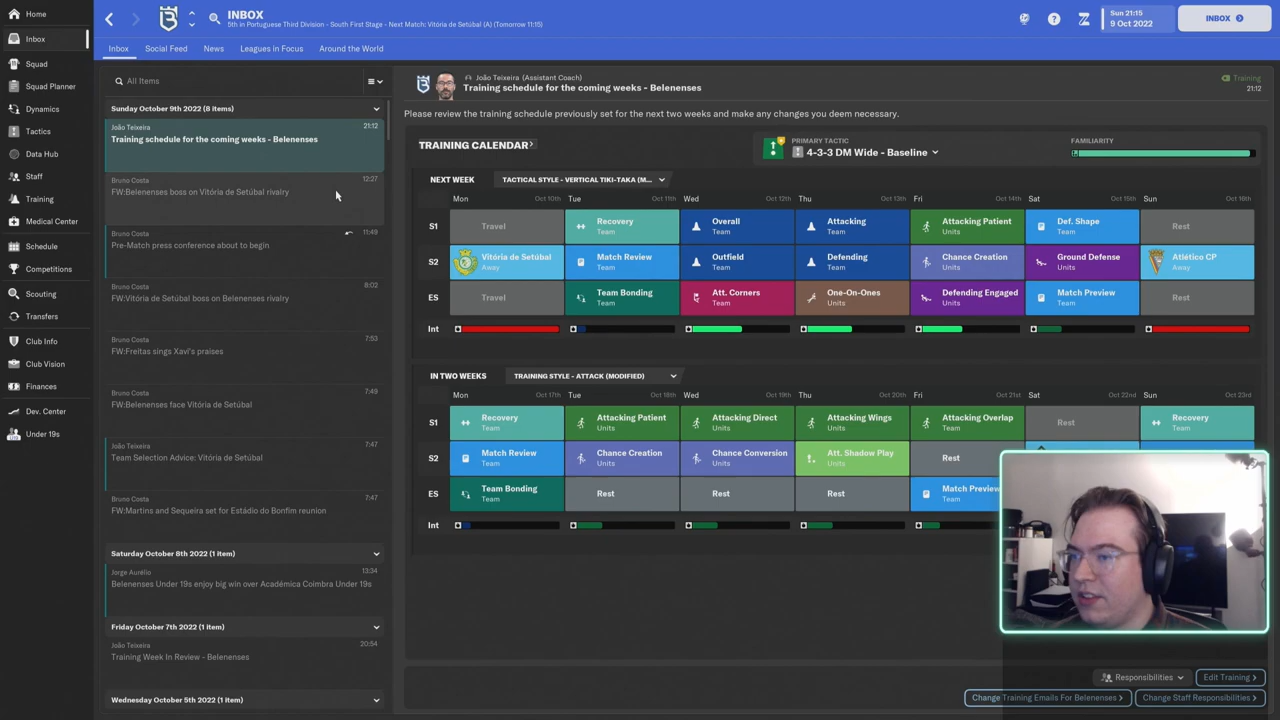 Home
Inbox
Squad
Squad Planner
Dynamics
Tactics
Data Hub
Staff
Training
Medical Center
Schedule
Competitions
Scouting
Transfers
Club Info
Club Vision
Finances
Dev. Center
Under 19s
INBOX
5th in Portuguese Third Division - South First Stage - Next Match: Vitória de Setúbal (A) (Tomorrow 11:15)
Sun 21:15
9 Oct 2022
INBOX
Inbox Social Feed News Leagues in Focus Around the World
All Items
Sunday October 9th 2022 (8 items)
João Teixeira 21:12
Training schedule for the coming weeks - Belenenses
Bruno Costa 12:27
FW:Belenenses boss on Vitória de Setúbal rivalry
Bruno Costa 11:49
Pre-Match press conference about to begin
Bruno Costa 8:02
FW:Vitória de Setúbal boss on Belenenses rivalry
Bruno Costa 7:53
FW:Freitas sings Xavi's praises
Bruno Costa 7:49
FW:Belenenses face Vitória de Setúbal
João Teixeira 7:47
Team Selection Advice: Vitória de Setúbal
Bruno Costa 7:47
FW:Martins and Sequeira set for Estádio do Bonfim reunion
Saturday October 8th 2022 (1 item)
Jorge Aurélio 13:34
Belenenses Under 19s enjoy big win over Académica Coimbra Under 19s
Friday October 7th 2022 (1 item)
João Teixeira 20:54
Training Week In Review - Belenenses
Wednesday October 5th 2022 (1 item)
João Teixeira (Assistant Coach)
Training schedule for the coming weeks - Belenenses
Training
21:12
Please review the training schedule previously set for the next two weeks and make any changes you deem necessary.
TRAINING CALENDAR
PRIMARY TACTIC
4-3-3 DM Wide - Baseline
FAMILIARITY
NEXT WEEK TACTICAL STYLE - VERTICAL TIKI-TAKA (M...
Mon Oct 10th Tue Oct 11th Wed Oct 12th Thu Oct 13th Fri Oct 14th Sat Oct 15th Sun Oct 16th
S1 Travel Recovery Team Overall Team Attacking Team Attacking Patient Units Def. Shape Team Rest
S2 Vitória de Setúbal Away Match Review Team Outfield Team Defending Team Chance Creation Units Ground Defense Units Atlético CP Away
ES Travel Team Bonding Team Att. Corners Team One-On-Ones Units Defending Engaged Units Match Preview Team Rest
Int
IN TWO WEEKS TRAINING STYLE - ATTACK (MODIFIED)
Mon Oct 17th Tue Oct 18th Wed Oct 19th Thu Oct 20th Fri Oct 21st Sat Oct 22nd Sun Oct 23rd
S1 Recovery Team Attacking Patient Units Attacking Direct Units Attacking Wings Units Attacking Overlap Units Rest Recovery Team
S2 Match Review Team Chance Creation Units Chance Conversion Units Att. Shadow Play Units Rest
ES Team Bonding Team Rest Rest Rest Match Preview Team
Int
Responsibilities Edit Training
Change Training Emails For Belenenses Change Staff Responsibilities